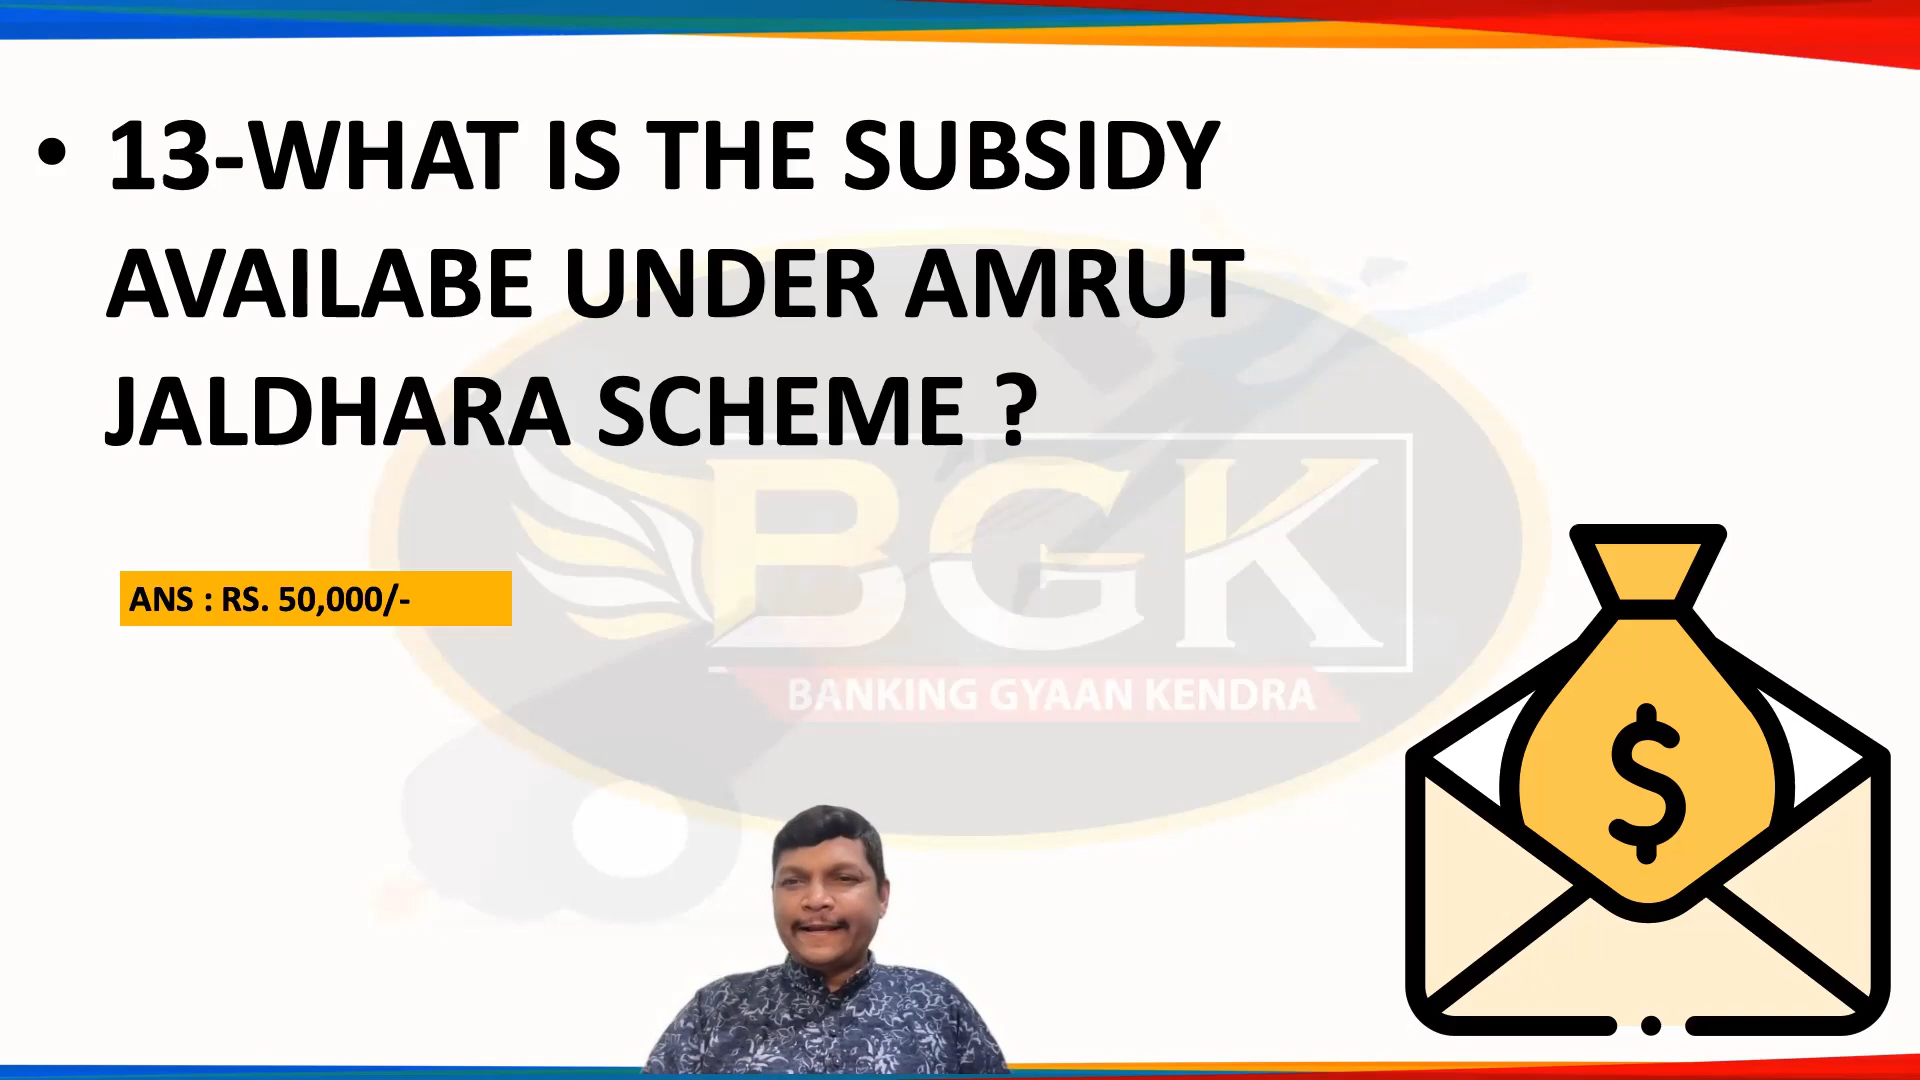 • 13-WHAT IS THE SUBSIDY
AVAILABE UNDER AMRUT
JALDHARA SCHEME ?
BGK
ANS : RS. 50,000/-
BANKING GYAAN KENDRA
$